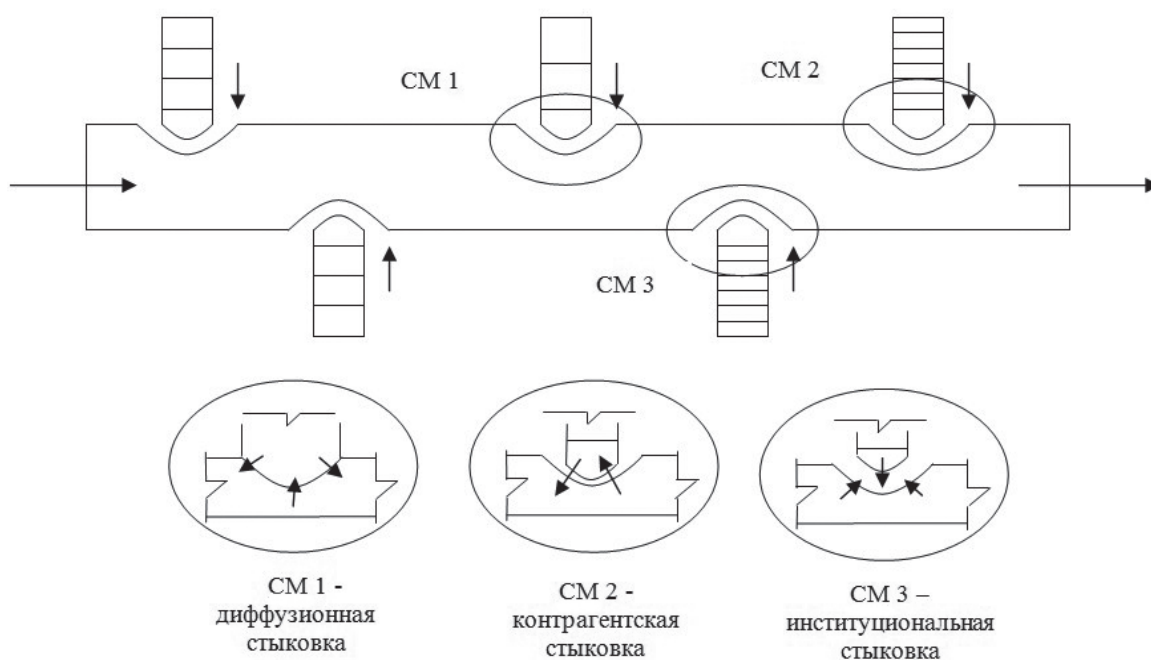 СМ 1
СМ 2
СМ 3
СМ 1 -
диффузионная
стыковка
СМ 2 -
контрагентская
стыковка
СМ 3 –
институциональная
стыковка